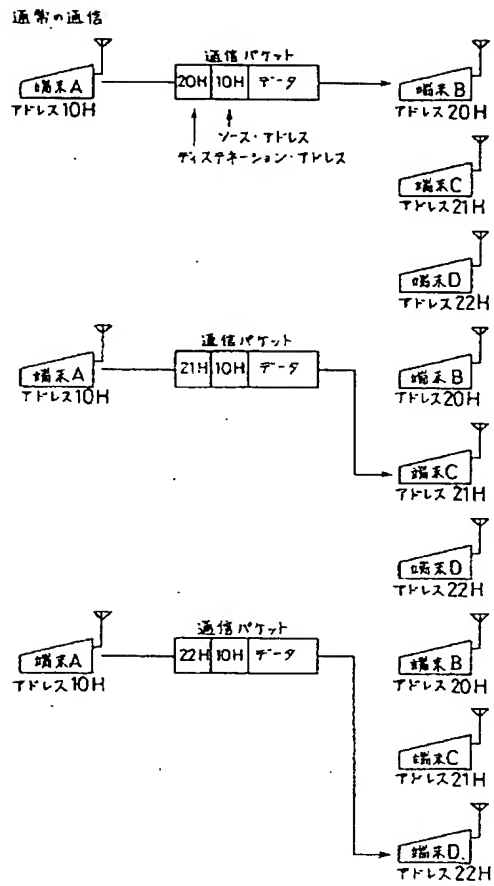 通常の通信
通信パケット
端末A
20H 10H データ
端末B
アドレス10H
アドレス20H
ソース・アドレス
ディステネーション・アドレス
端末C
アドレス21H
端末D
アドレス22H
通信パケット
端末A
21H 10H データ
端末B
アドレス10H
アドレス20H
端末C
アドレス21H
端末D
アドレス22H
通信パケット
端末A
22H 10H データ
端末B
アドレス10H
アドレス20H
端末C
アドレス21H
端末D
アドレス22H